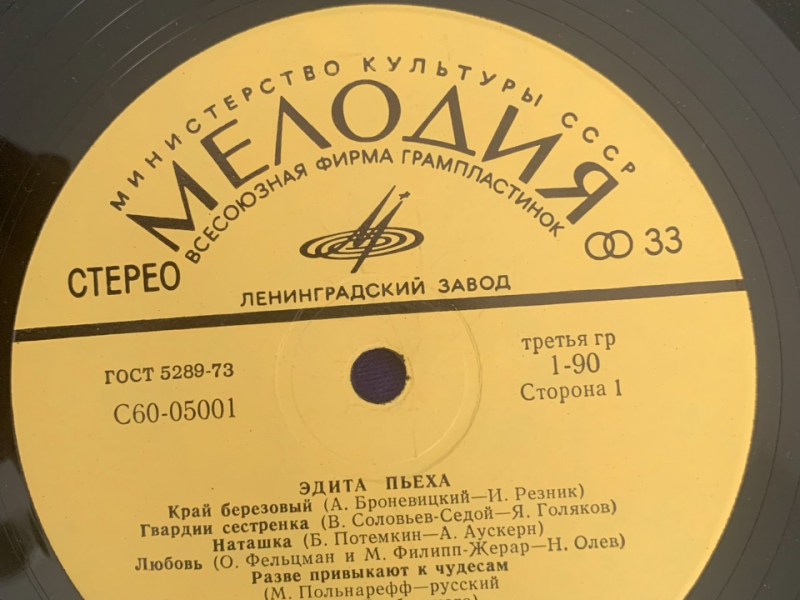 МИНИСТЕРСТВО КУЛЬТУРЫ СССР
МЕЛОДИЯ
ВСЕСОЮЗНАЯ ФИРМА ГРАМПЛАСТИНОК
СТЕРЕО
33
ЛЕНИНГРАДСКИЙ ЗАВОД
ГОСТ 5289-73
С60-05001
третья гр
1-90
Сторона 1
ЭДИТА ПЬЕХА
Край березовый (А. Броневицкий—И. Резник)
Гвардии сестренка (В. Соловьев-Седой—Я. Голяков)
Наташка (Б. Потемкин—А. Аускерн)
Любовь (О. Фельцман и М. Филипп-Жерар—Н. Олев)
Разве привыкают к чудесам
(М. Польнарефф—русский